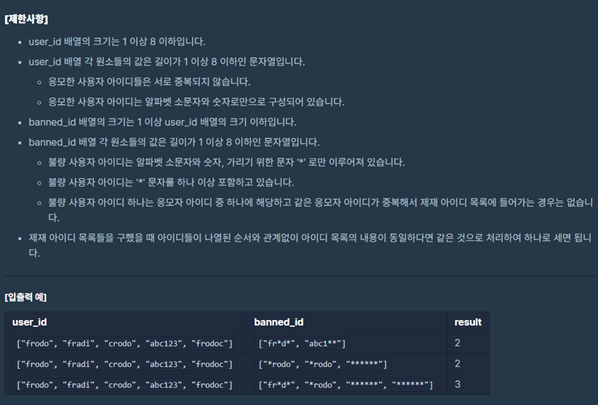 [제한사항]
user_id 배열의 크기는 1 이상 8 이하입니다.
user_id 배열 각 원소들의 값은 길이가 1 이상 8 이하인 문자열입니다.
응모한 사용자 아이디들은 서로 중복되지 않습니다.
응모한 사용자 아이디는 알파벳 소문자와 숫자로만으로 구성되어 있습니다.
banned_id 배열의 크기는 1 이상 user_id 배열의 크기 이하입니다.
banned_id 배열 각 원소들의 값은 길이가 1 이상 8 이하인 문자열입니다.
불량 사용자 아이디는 알파벳 소문자와 숫자, 가리기 위한 문자 '*' 로만 이루어져 있습니다.
불량 사용자 아이디는 '*' 문자를 하나 이상 포함하고 있습니다.
불량 사용자 아이디 하나는 응모자 아이디 중 하나에 해당하고 같은 응모자 아이디가 중복해서 제재 아이디 목록에 들어가는 경우는 없습니
다.
제재 아이디 목록들을 구했을 때 아이디들이 나열된 순서와 관계없이 아이디 목록의 내용이 동일하다면 같은 것으로 처리하여 하나로 세면 됩니
다.
[입출력 예]
user_id banned_id result
["frodo", "fradi", "crodo", "abc123", "frodoc"] ["fr*d*", "abc1**"] 2
["frodo", "fradi", "crodo", "abc123", "frodoc"] ["*rodo", "*rodo", "******"] 2
["frodo", "fradi", "crodo", "abc123", "frodoc"] ["fr*d*", "*rodo", "******", "******"] 3